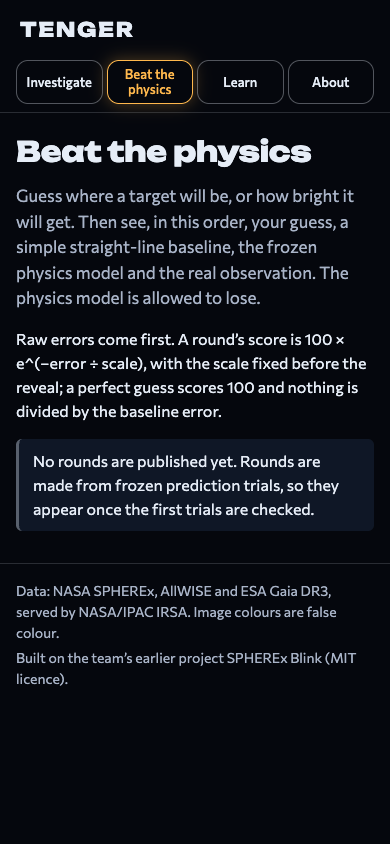 TENGER
Investigate
Beat the
physics
Learn
About
Beat the physics
Guess where a target will be, or how bright it
will get. Then see, in this order, your guess, a
simple straight-line baseline, the frozen
physics model and the real observation. The
physics model is allowed to lose.
Raw errors come first. A round’s score is 100 ×
e^(−error ÷ scale), with the scale fixed before the
reveal; a perfect guess scores 100 and nothing is
divided by the baseline error.
No rounds are published yet. Rounds are
made from frozen prediction trials, so they
appear once the first trials are checked.
Data: NASA SPHEREx, AllWISE and ESA Gaia DR3,
served by NASA/IPAC IRSA. Image colours are false
colour.
Built on the team’s earlier project SPHEREx Blink (MIT
licence).